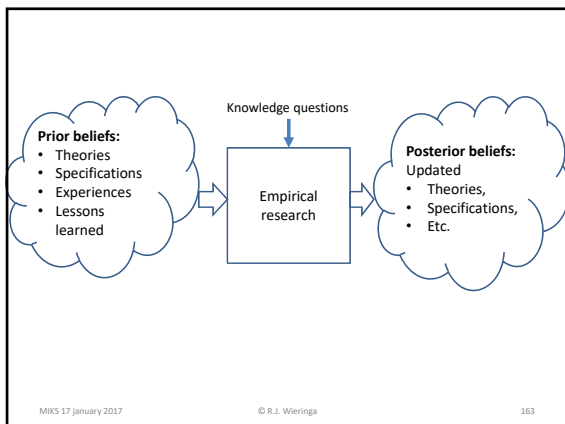 Knowledge questions
Prior beliefs:
• Theories
• Specifications
• Experiences
• Lessons
learned
Empirical
research
Posterior beliefs:
Updated
• Theories,
• Specifications,
• Etc.
MIKS 17 january 2017
© R.J. Wieringa
163